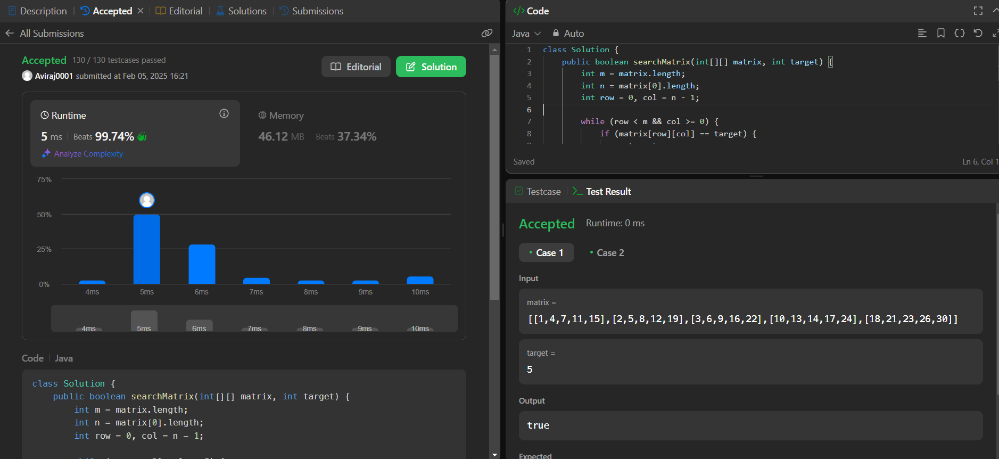 Description
Accepted
Editorial
Solutions
Submissions
All Submissions
Accepted 130 / 130 testcases passed
Aviraj0001 submitted at Feb 05, 2025 16:21
Editorial
Solution
Runtime
5 ms Beats 99.74%
Analyze Complexity
Memory
46.12 MB Beats 37.34%
75%
50%
25%
0%
4ms 5ms 6ms 7ms 8ms 9ms 10ms
4ms 5ms 6ms 7ms 8ms 9ms 10ms
Code Java
class Solution {
public boolean searchMatrix(int[][] matrix, int target) {
int m = matrix.length;
int n = matrix[0].length;
int row = 0, col = n - 1;
</> Code
Java Auto
1 class Solution {
2 public boolean searchMatrix(int[][] matrix, int target) {
3 int m = matrix.length;
4 int n = matrix[0].length;
5 int row = 0, col = n - 1;
6
7 while (row < m && col >= 0) {
8 if (matrix[row][col] == target) {
Saved
Ln 6, Col 1
Testcase
Test Result
Accepted Runtime: 0 ms
Case 1
Case 2
Input
matrix =
[[1,4,7,11,15],[2,5,8,12,19],[3,6,9,16,22],[10,13,14,17,24],[18,21,23,26,30]]
target =
5
Output
true
Expected